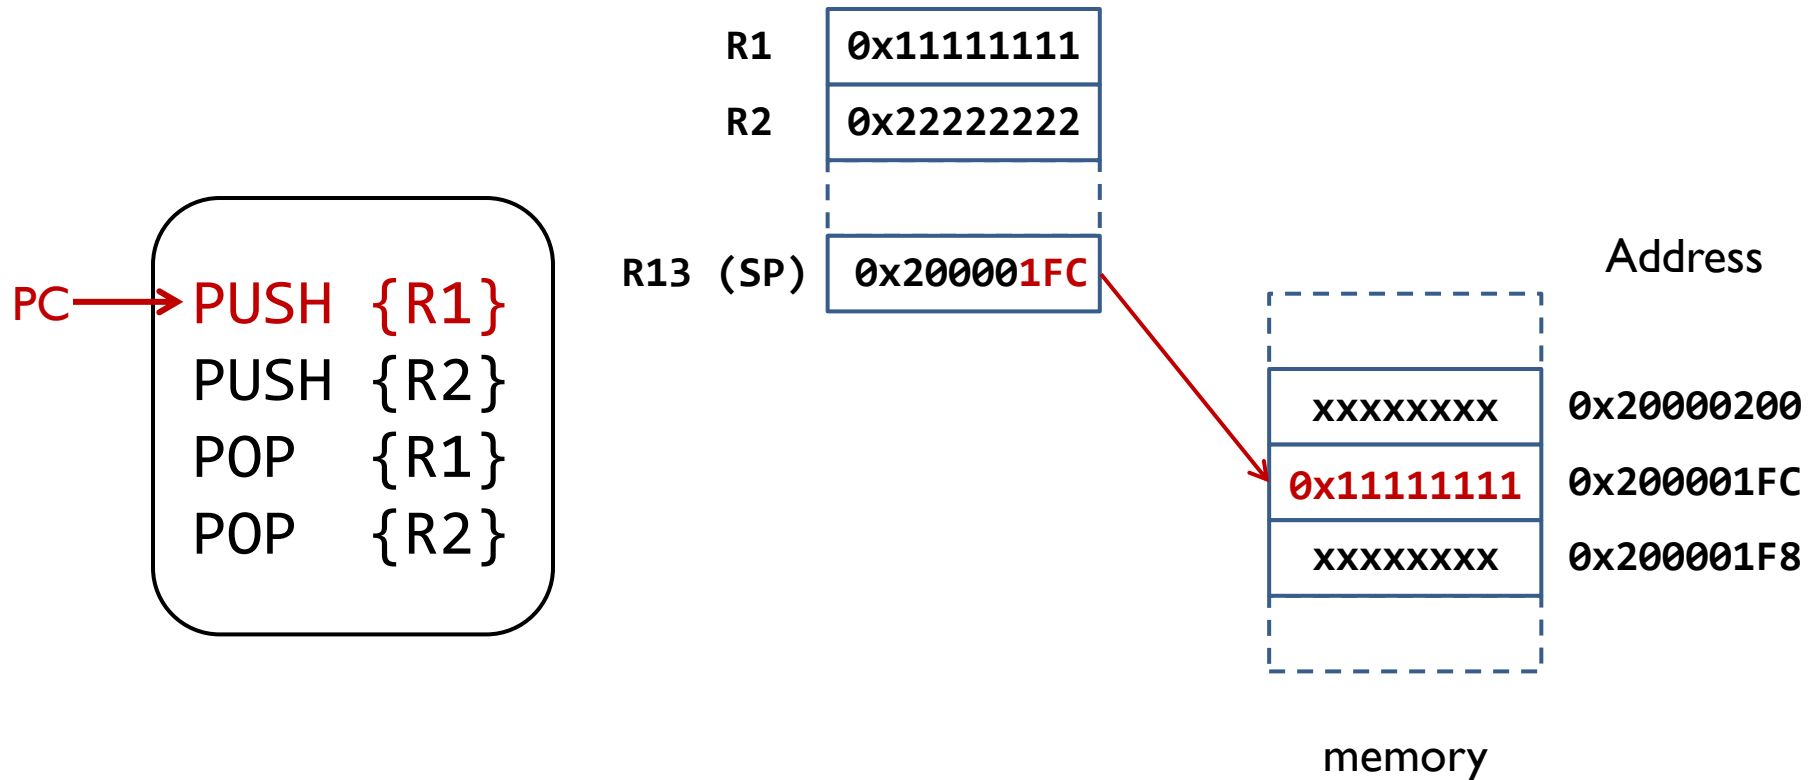 R1 0x11111111
R2 0x22222222
R13 (SP) 0x200001FC
PC
PUSH {R1}
PUSH {R2}
POP {R1}
POP {R2}
Address
xxxxxxxx 0x20000200
0x11111111 0x200001FC
xxxxxxxx 0x200001F8
memory